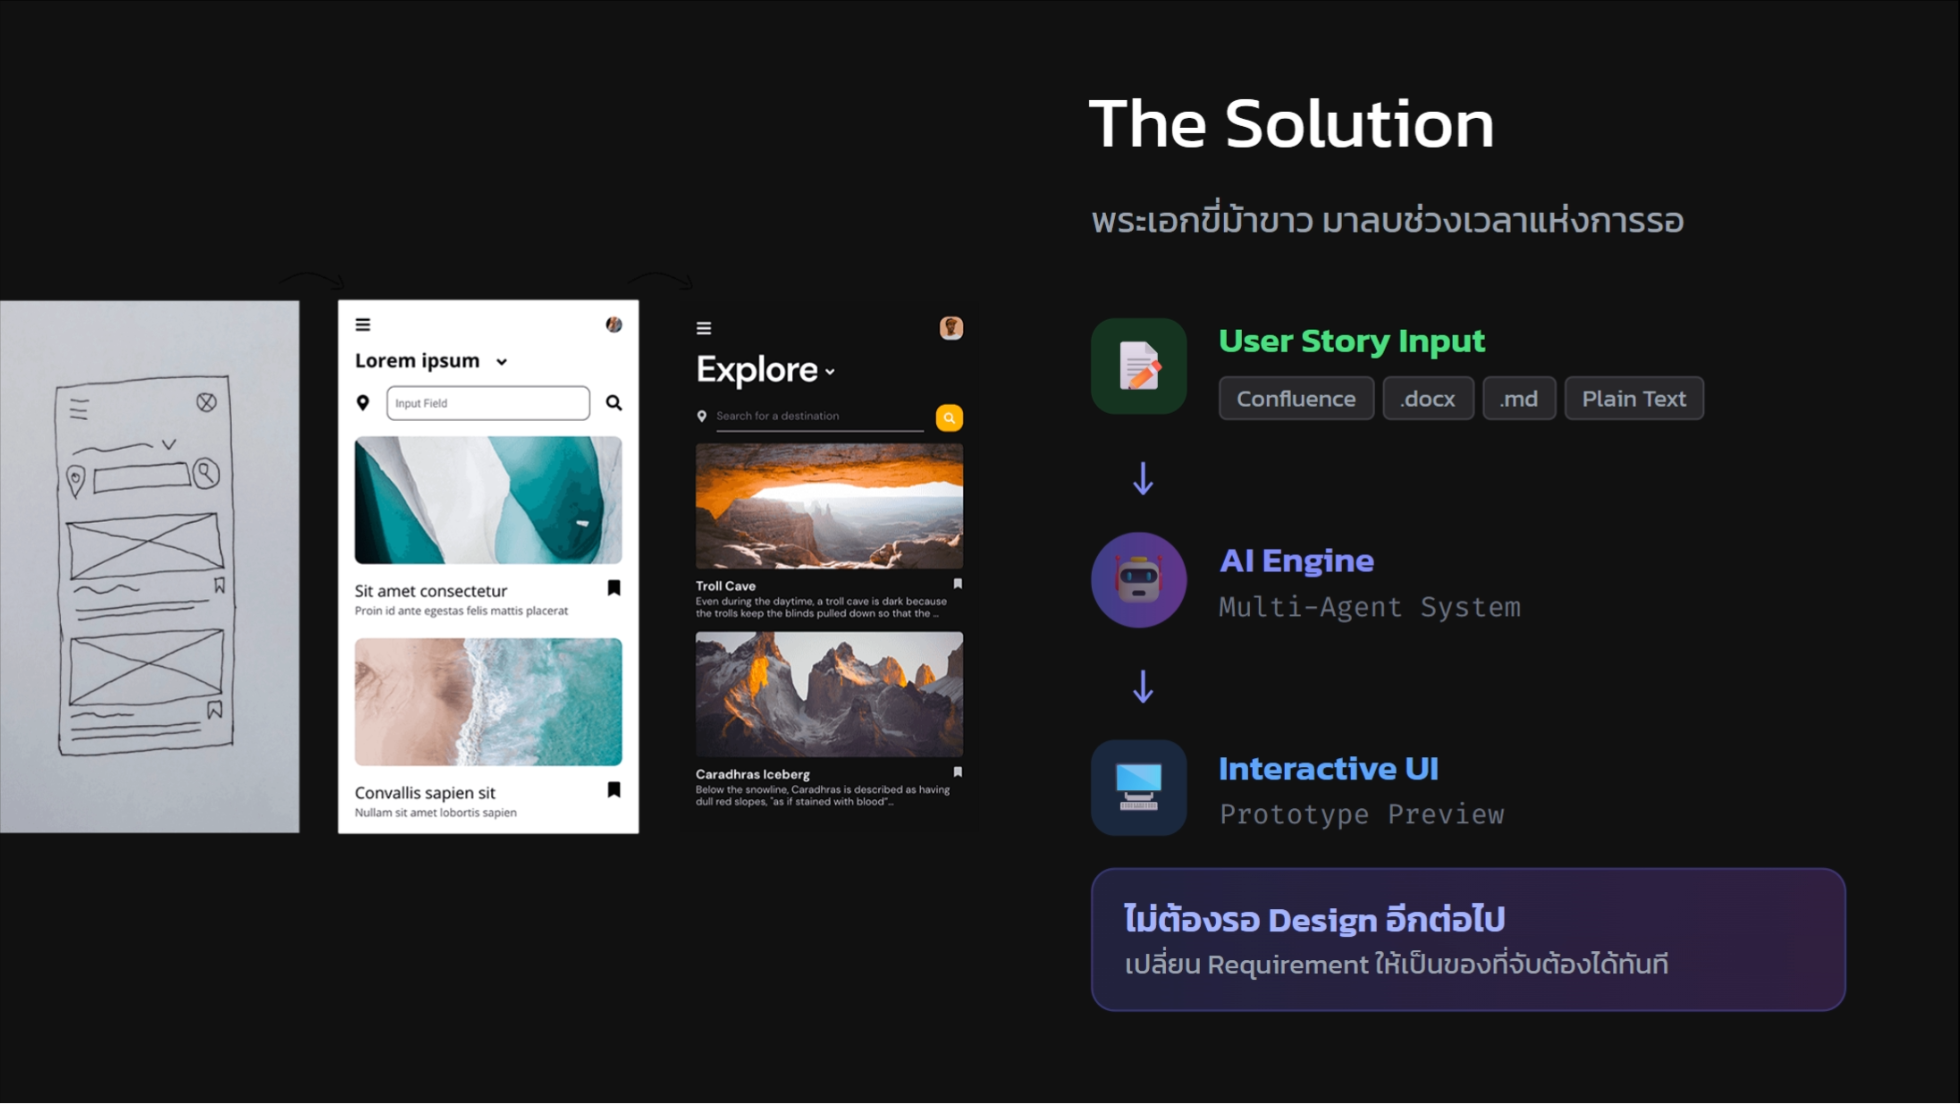 Lorem ipsum
Input Field
Sit amet consectetur
Proin id ante egestas felis mattis placerat
Convallis sapien sit
Nullam sit amet lobortis sapien
Explore
Search for a destination
Troll Cave
Even during the daytime, a troll cave is dark because
the trolls keep the blinds pulled down so that the ...
Caradhras Iceberg
Below the snowline, Caradhras is described as having
dull red slopes, "as if stained with blood"..
The Solution
พระเอกขี่ม้าขาว มาลบช่วงเวลาแห่งการรอ
User Story Input
Confluence .docx .md Plain Text
AI Engine
Multi-Agent System
Interactive UI
Prototype Preview
ไม่ต้องรอ Design อีกต่อไป
เปลี่ยน Requirement ให้เป็นของที่จับต้องได้ทันที